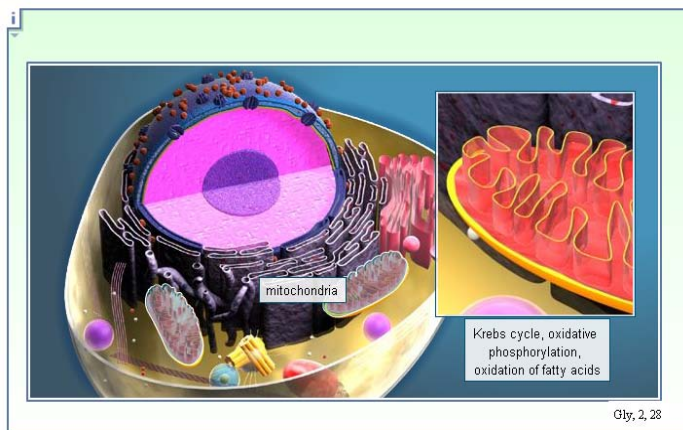 i
mitochondria
Krebs cycle, oxidative
phosphorylation,
oxidation of fatty acids
Gly, 2, 28